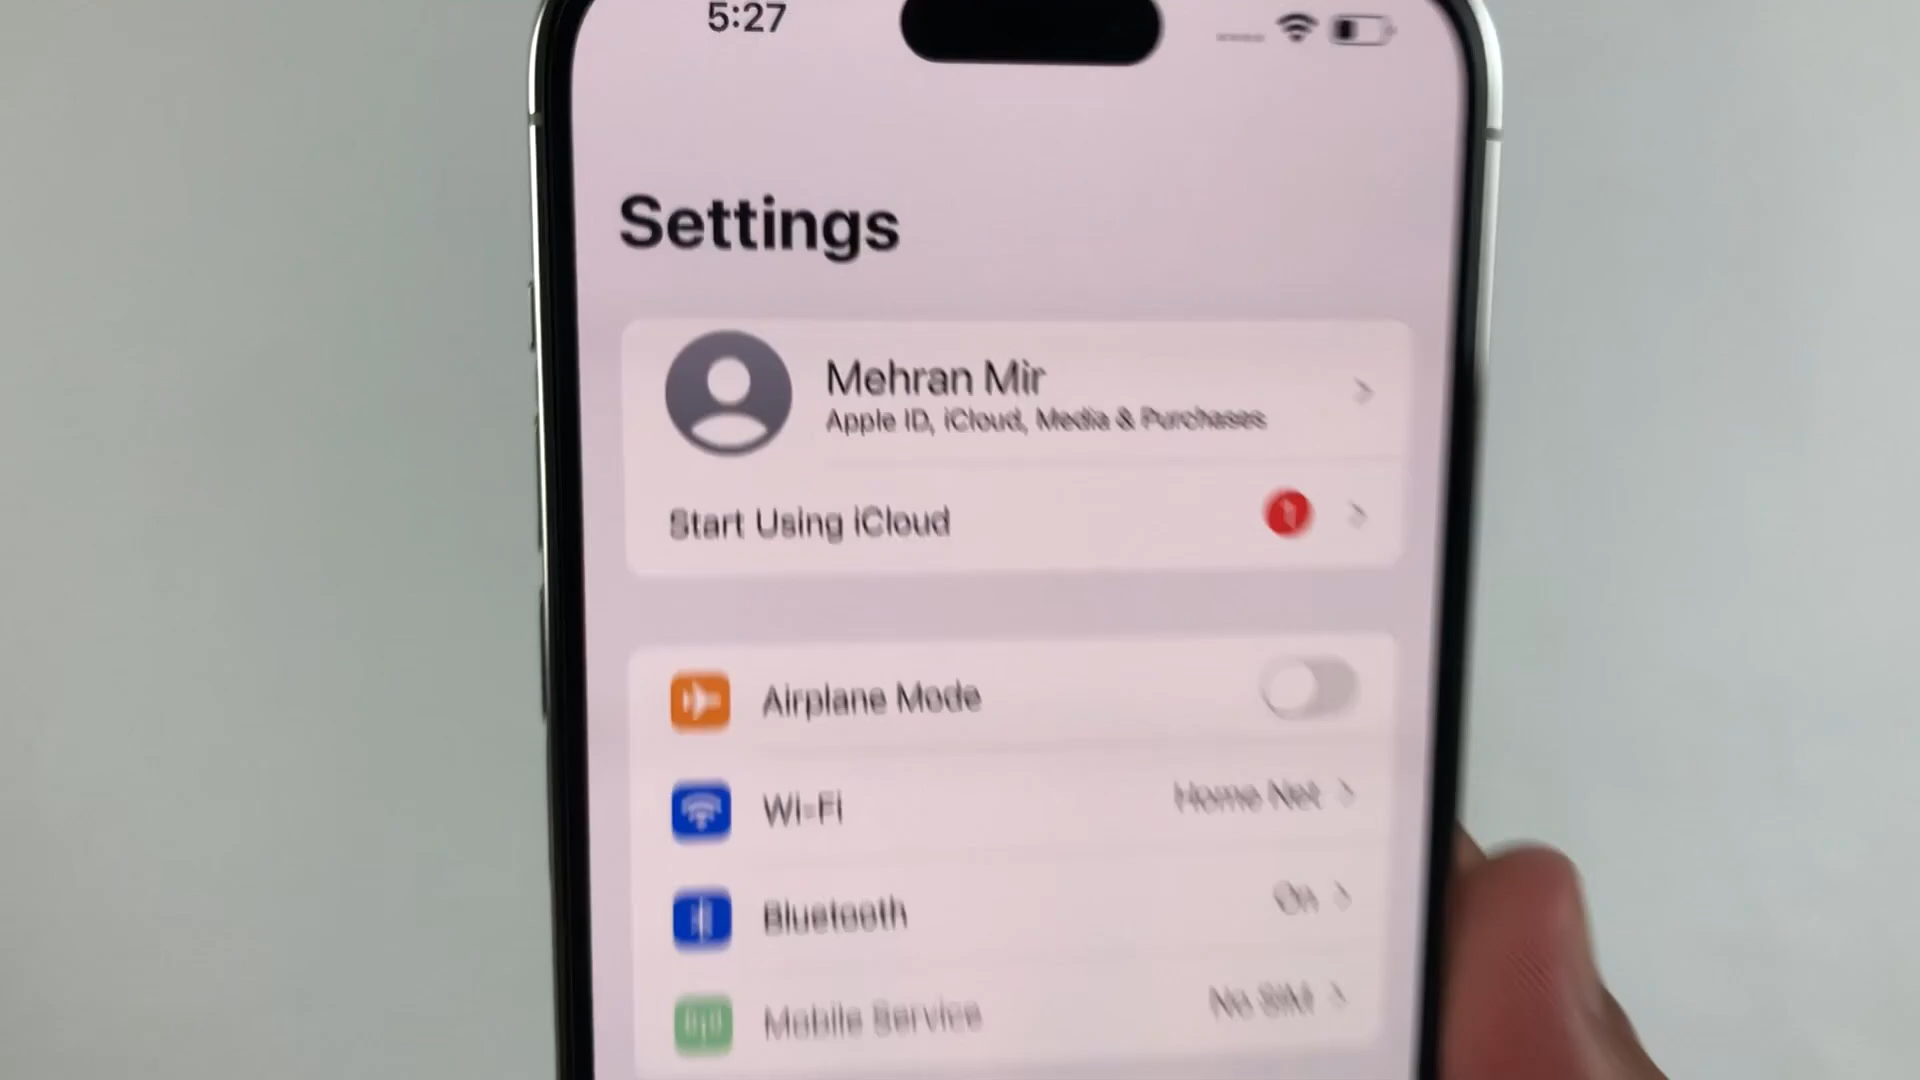 5:27
Settings
Mehran Mir
Apple ID, iCloud, Media & Purchases
Start Using iCloud
1
Airplane Mode
Wi-Fi
Home Net
Bluetooth
On
Mobile Service
No SIM